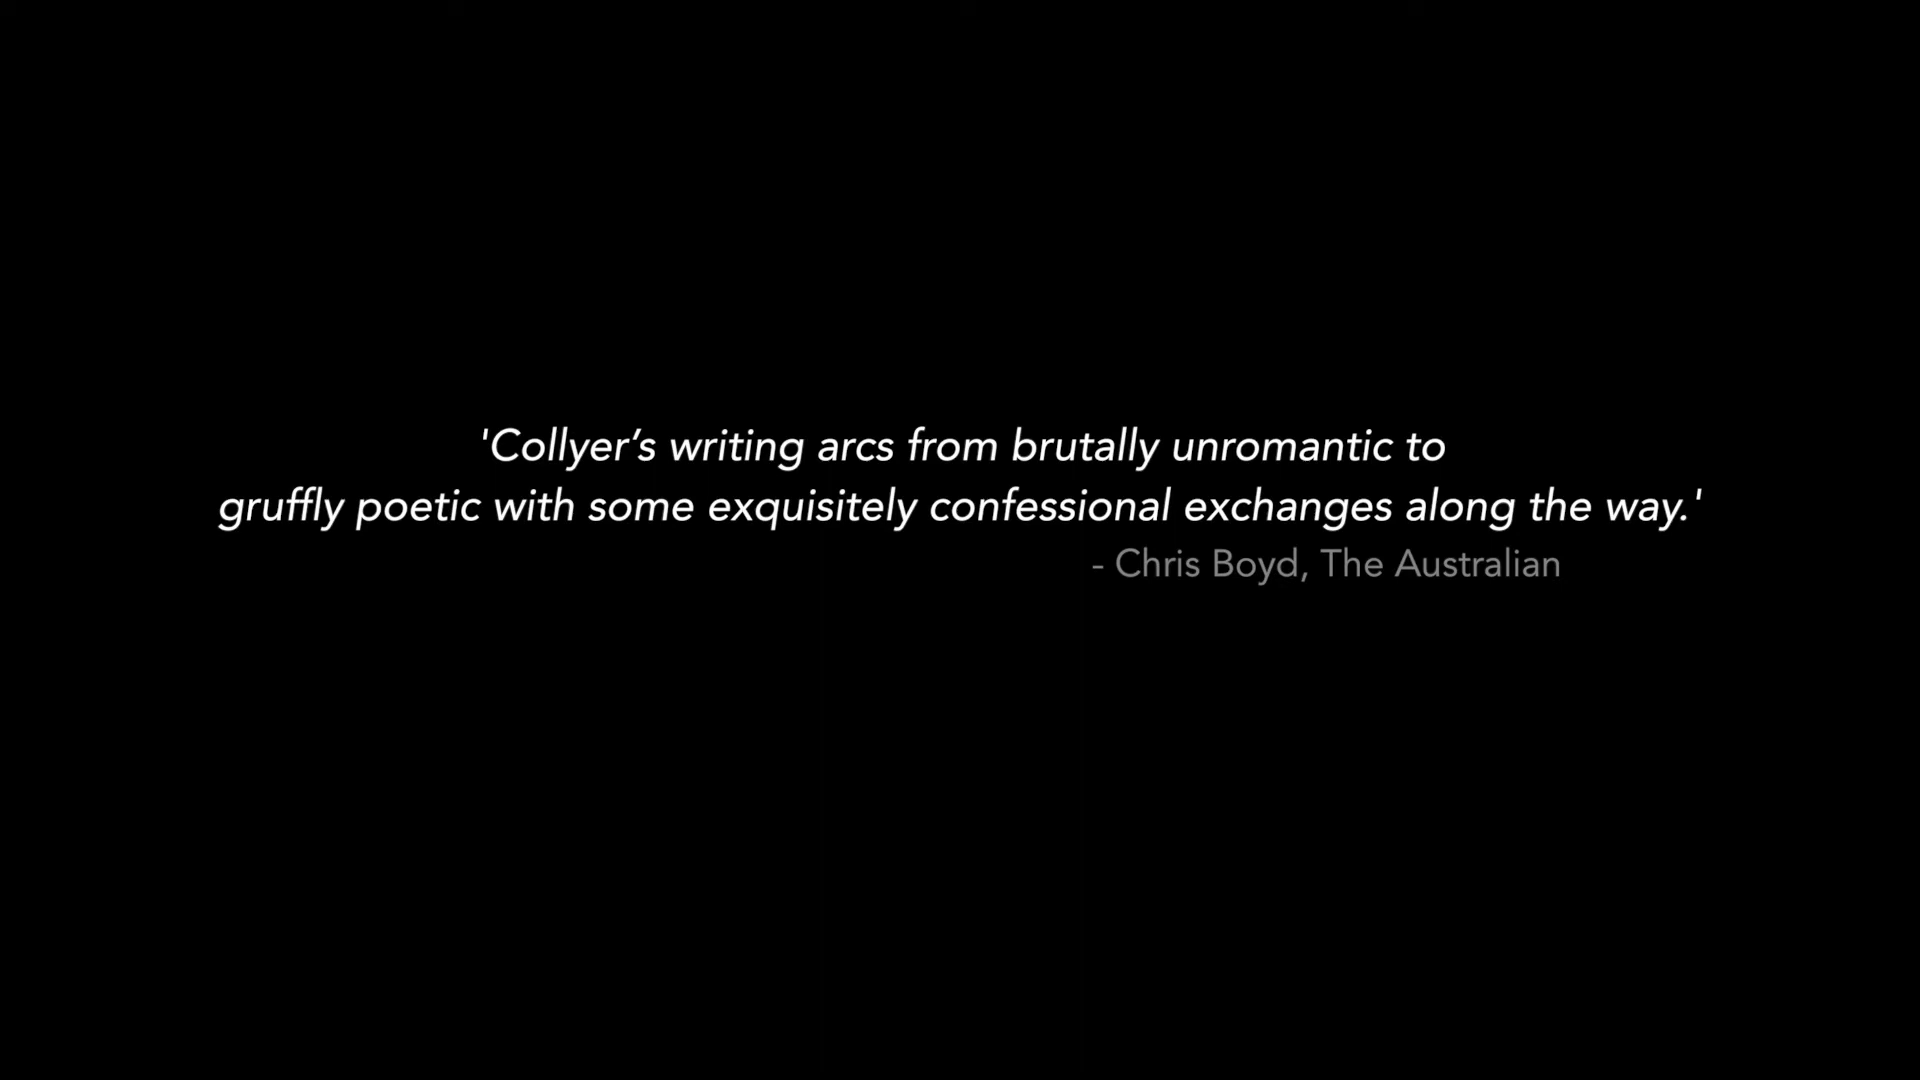 'Collyer’s writing arcs from brutally unromantic to
gruffly poetic with some exquisitely confessional exchanges along the way.'
- Chris Boyd, The Australian